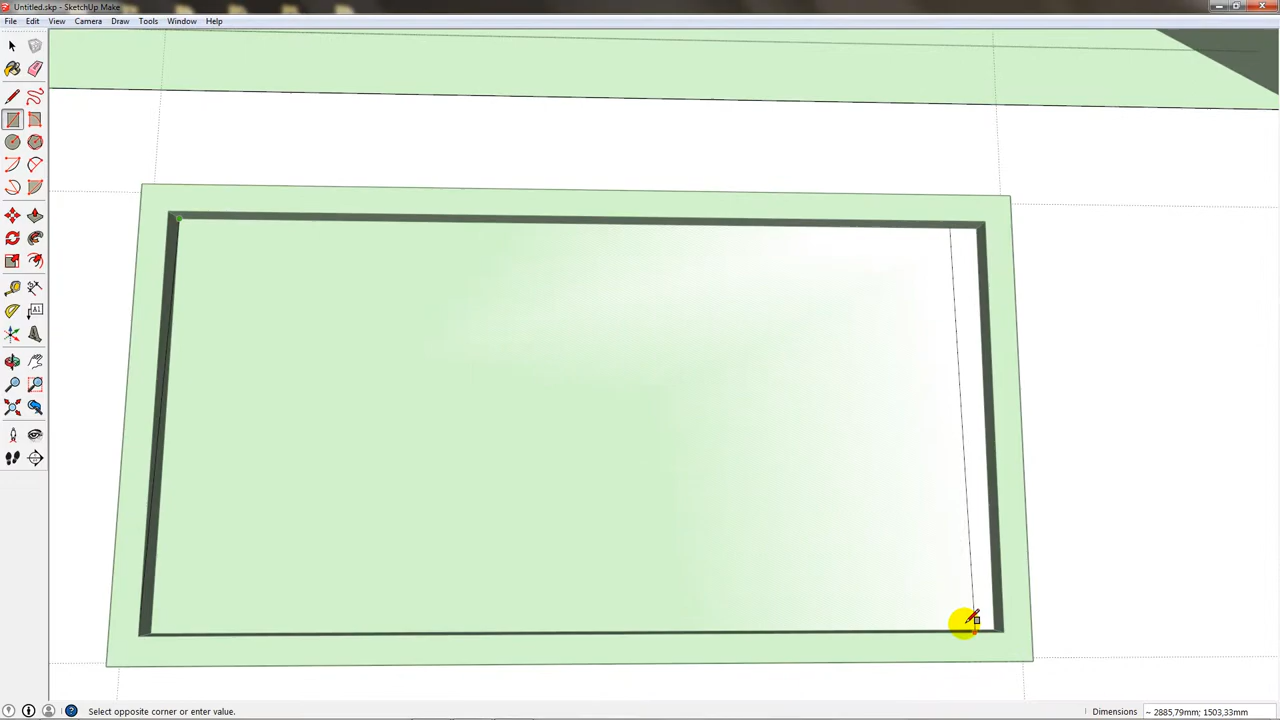 Untitled.skp - SketchUp Make
File Edit View Camera Draw Tools Window Help
A1
Select opposite corner or enter value.
Dimensions ~ 2885,79mm; 1503,33mm